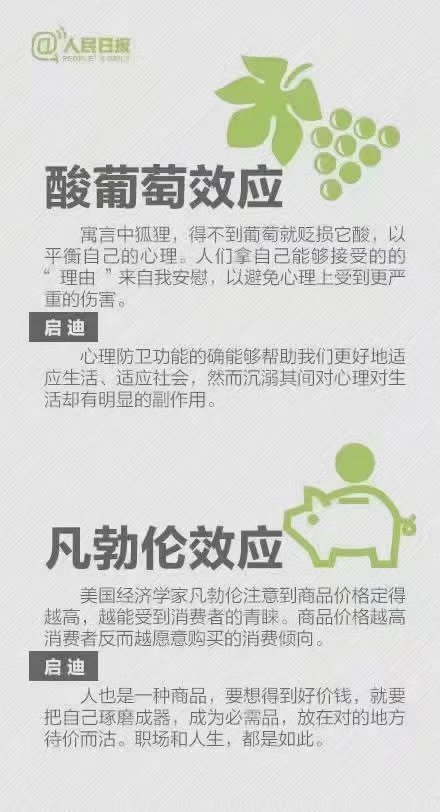 @人民日报
PEOPLE'S DAILY
酸葡萄效应
寓言中狐狸，得不到葡萄就贬损它酸，以
平衡自己的心理。人们拿自己能够接受的的
“理由”来自我安慰，以避免心理上受到更严
重的伤害。
启迪
心理防卫功能的确能够帮助我们更好地适
应生活、适应社会，然而沉溺其间对心理对生
活却有明显的副作用。
凡勃伦效应
美国经济学家凡勃伦注意到商品价格定得
越高，越能受到消费者的青睐。商品价格越高
消费者反而越愿意购买的消费倾向。
启迪
人也是一种商品，要想得到好价钱，就要
把自己琢磨成器，成为必需品，放在对的地方
待价而沽。职场和人生，都是如此。